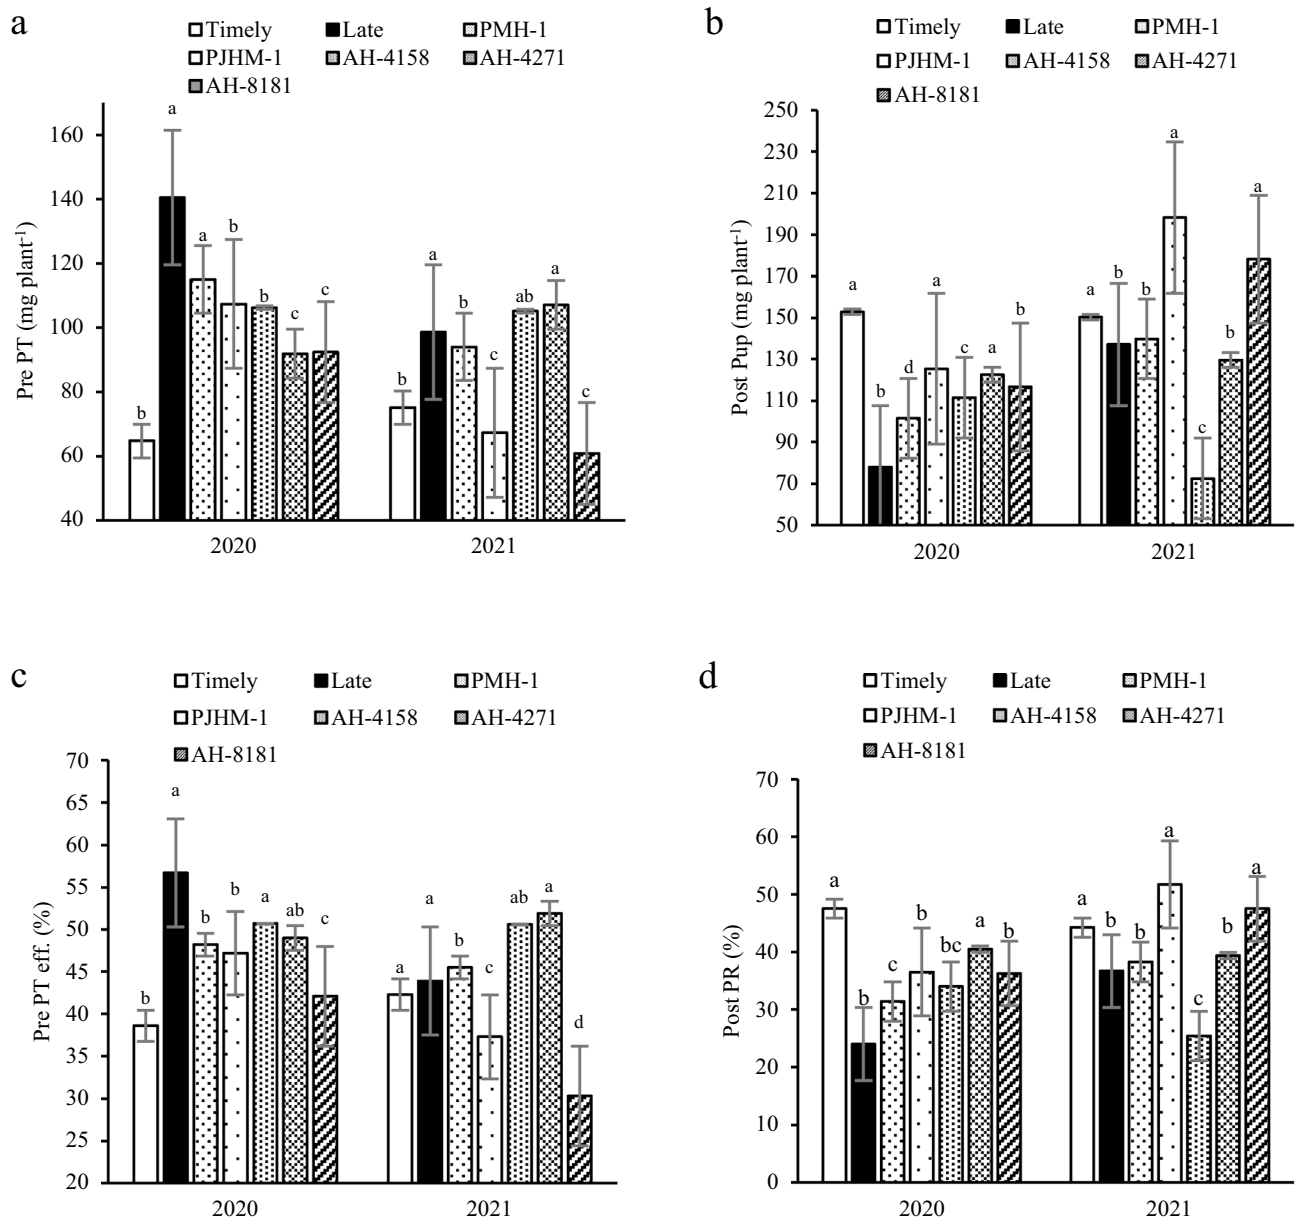 a
Timely Late PMH-1
PJHM-1 AH-4158 AH-4271
AH-8181
Pre PT (mg plant⁻¹)
160
140
120
100
80
60
40
b a a b b c c
b a b c ab a c
2020 2021
b
Timely Late PMH-1
PJHM-1 AH-4158 AH-4271
AH-8181
Post Pup (mg plant⁻¹)
250
230
210
190
170
150
130
110
90
70
50
a b d a c a b
a b b a c b a
2020 2021
c
Timely Late PMH-1
PJHM-1 AH-4158 AH-4271
AH-8181
Pre PT eff. (%)
70
65
60
55
50
45
40
35
30
25
20
b a b b a ab c
a a b c ab a d
2020 2021
d
Timely Late PMH-1
PJHM-1 AH-4158 AH-4271
AH-8181
Post PR (%)
70
60
50
40
30
20
10
0
a b c b bc a b
a b b a c b a
2020 2021